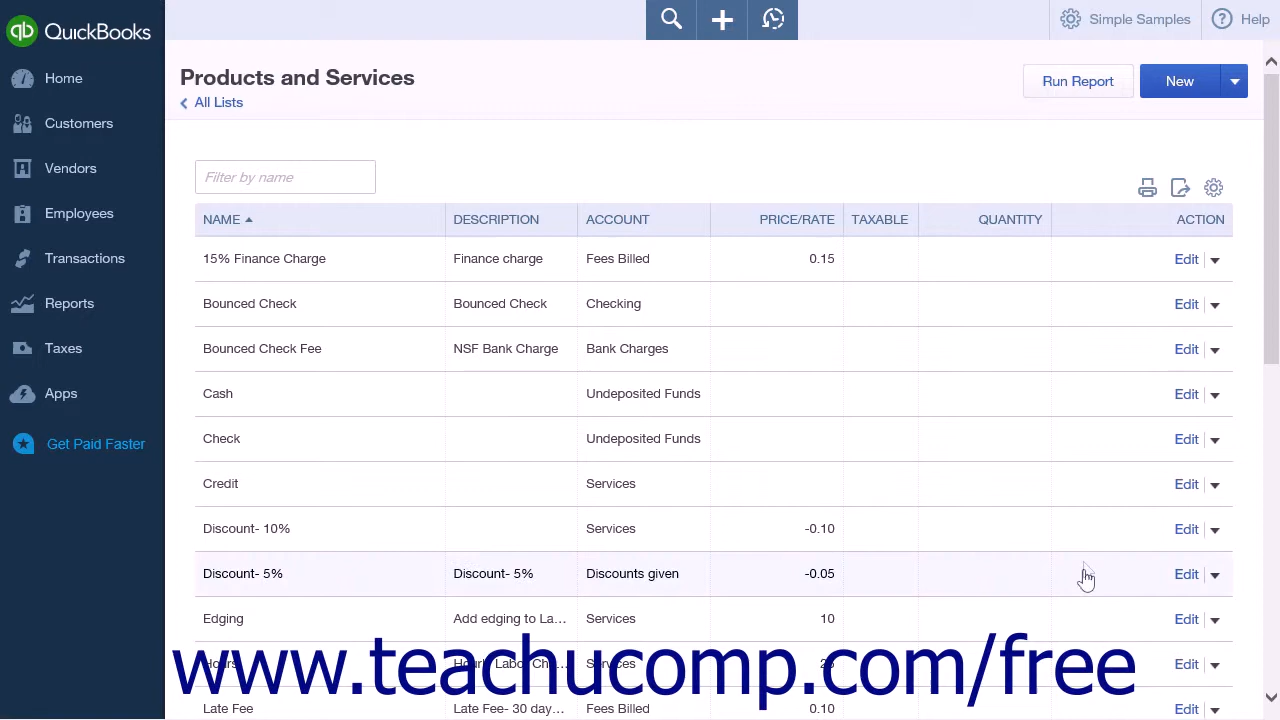 QuickBooks
Simple Samples
Help
Home
Customers
Vendors
Employees
Transactions
Reports
Taxes
Apps
Get Paid Faster
Products and Services
All Lists
Run Report
New
Filter by name
NAME DESCRIPTION ACCOUNT PRICE/RATE TAXABLE QUANTITY ACTION
15% Finance Charge Finance charge Fees Billed 0.15 Edit
Bounced Check Bounced Check Checking Edit
Bounced Check Fee NSF Bank Charge Bank Charges Edit
Cash Undeposited Funds Edit
Check Undeposited Funds Edit
Credit Services Edit
Discount- 10% Services -0.10 Edit
Discount- 5% Discount- 5% Discounts given -0.05 Edit
Edging Add edging to La... Services 10 Edit
Hours Services Edit
www.teachucomp.com/free
Late Fee Late Fee- 30 day... Fees Billed 0.10 Edit